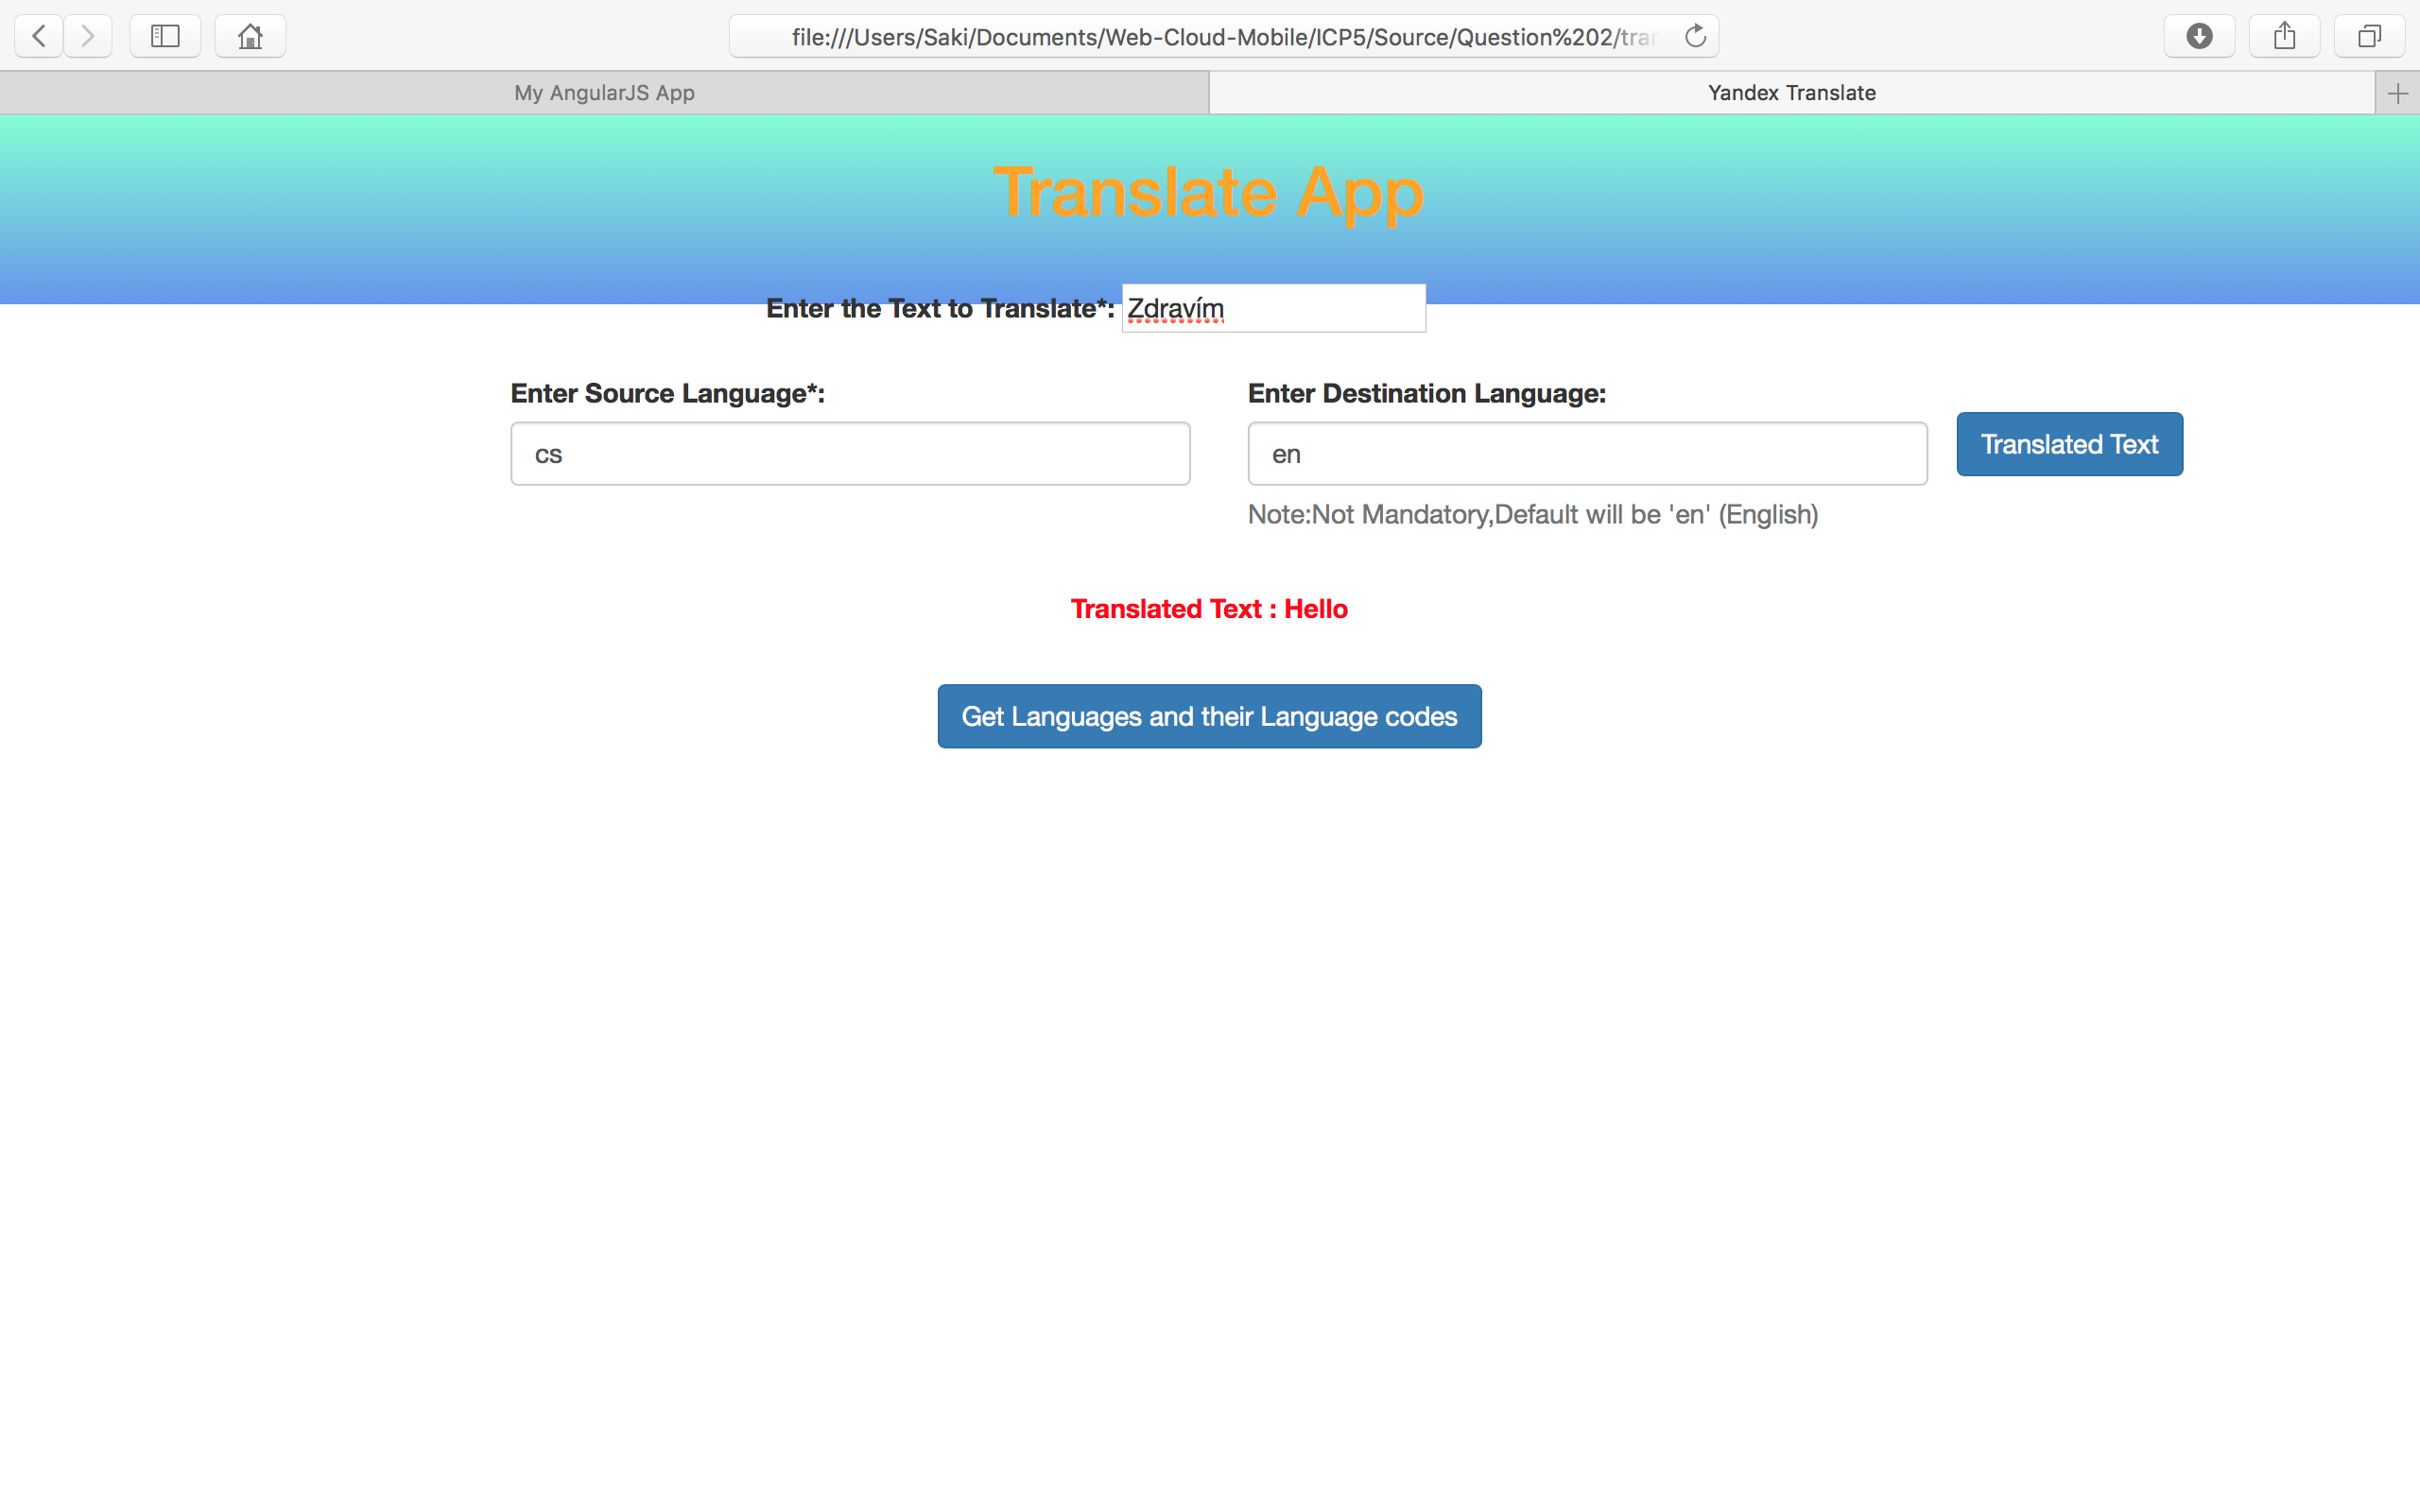 file:///Users/Saki/Documents/Web-Cloud-Mobile/ICP5/Source/Question%202/tra
My AngularJS App
Yandex Translate
Translate App
Enter the Text to Translate*: Zdravím
Enter Source Language*:
Enter Destination Language:
cs
en
Translated Text
Note:Not Mandatory,Default will be 'en' (English)
Translated Text : Hello
Get Languages and their Language codes